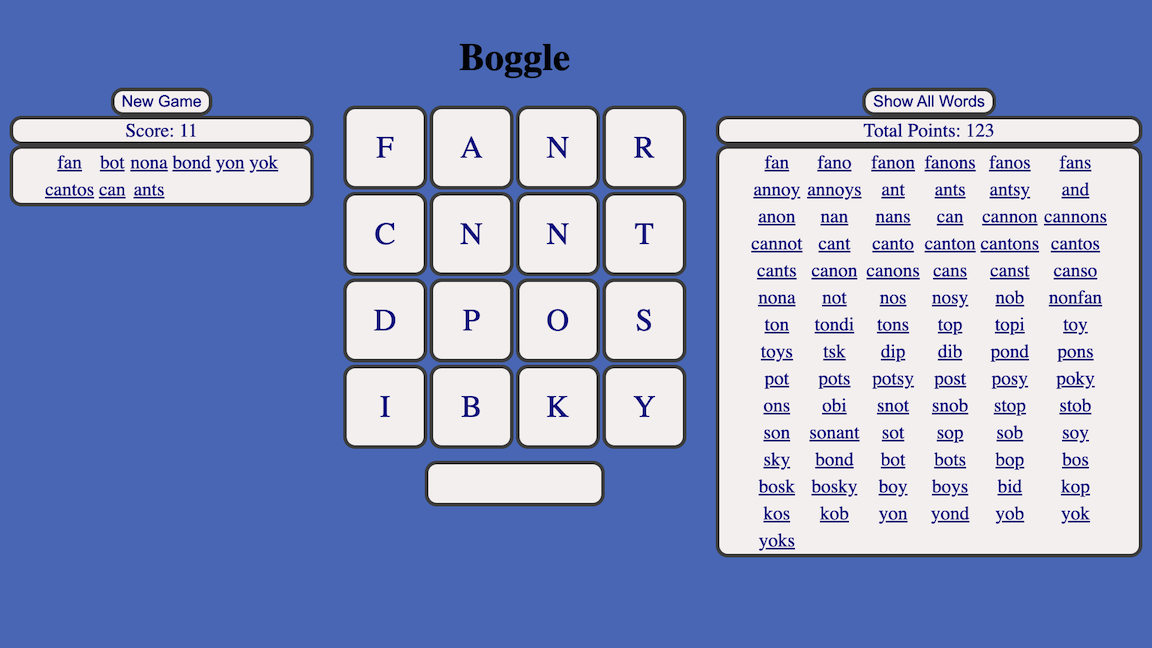 Boggle
New Game
Score: 11
fan bot nona bond yon yok
cantos can ants
F A N R
C N N T
D P O S
I B K Y
Show All Words
Total Points: 123
fan fano fanon fanons fanos fans
annoy annoys ant ants antsy and
anon nan nans can cannon cannons
cannot cant canto canton cantons cantos
cants canon canons cans canst canso
nona not nos nosy nob nonfan
ton tondi tons top topi toy
toys tsk dip dib pond pons
pot pots potsy post posy poky
ons obi snot snob stop stob
son sonant sot sop sob soy
sky bond bot bots bop bos
bosk bosky boy boys bid kop
kos kob yon yond yob yok
yoks